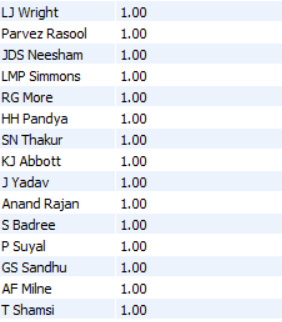 LJ Wright 1.00
Parvez Rasool 1.00
JDS Neesham 1.00
LMP Simmons 1.00
RG More 1.00
HH Pandya 1.00
SN Thakur 1.00
KJ Abbott 1.00
J Yadav 1.00
Anand Rajan 1.00
S Badree 1.00
P Suyal 1.00
GS Sandhu 1.00
AF Milne 1.00
T Shamsi 1.00